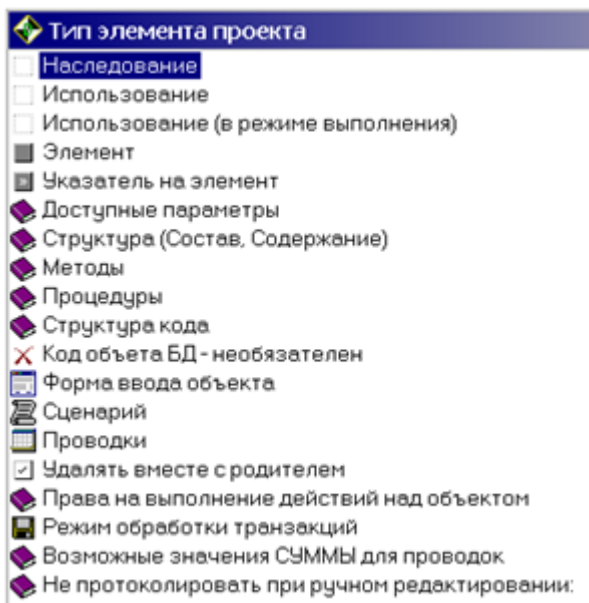 Тип элемента проекта
Наследование
Использование
Использование (в режиме выполнения)
Элемент
Указатель на элемент
Доступные параметры
Структура (Состав, Содержание)
Методы
Процедуры
Структура кода
Код объета БД - необязателен
Форма ввода объекта
Сценарий
Проводки
Удалять вместе с родителем
Права на выполнение действий над объектом
Режим обработки транзакций
Возможные значения СУММЫ для проводок
Не протоколировать при ручном редактировании: